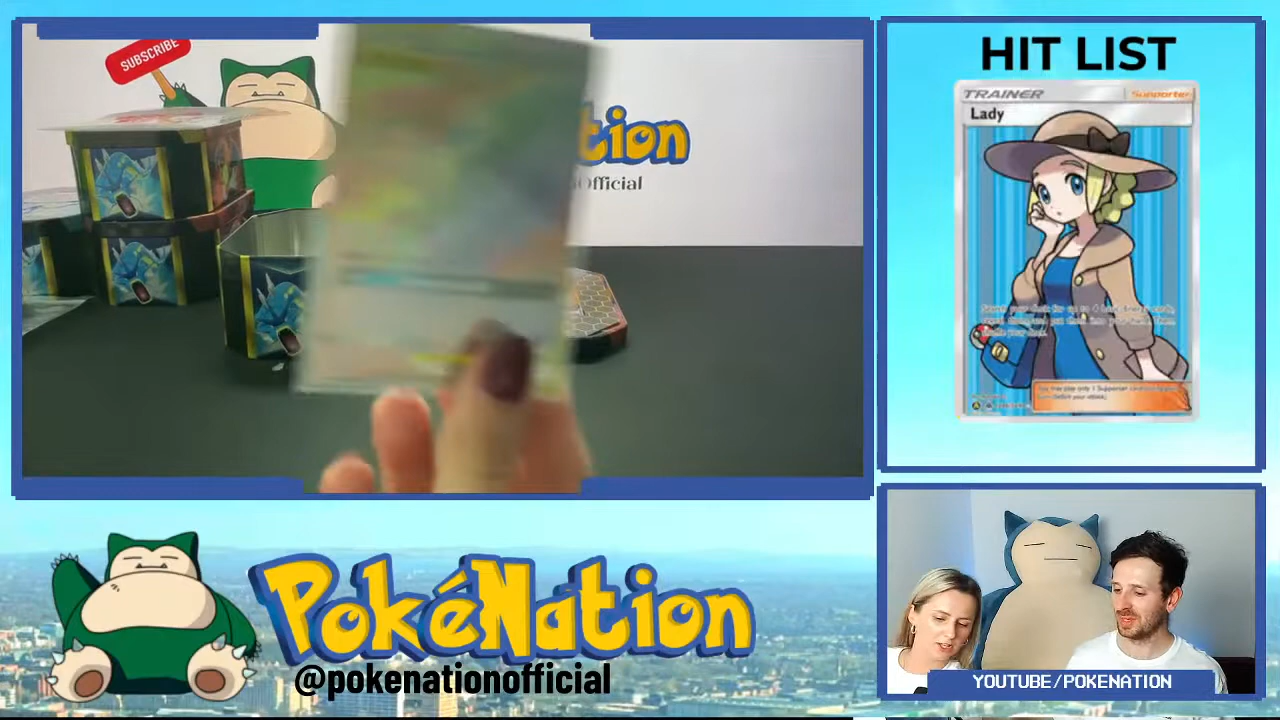 SUBSCRIBE
tion
Official
HIT LIST
TRAINER
Supporter
Lady
PokéNation
@pokenationofficial
YOUTUBE/POKENATION